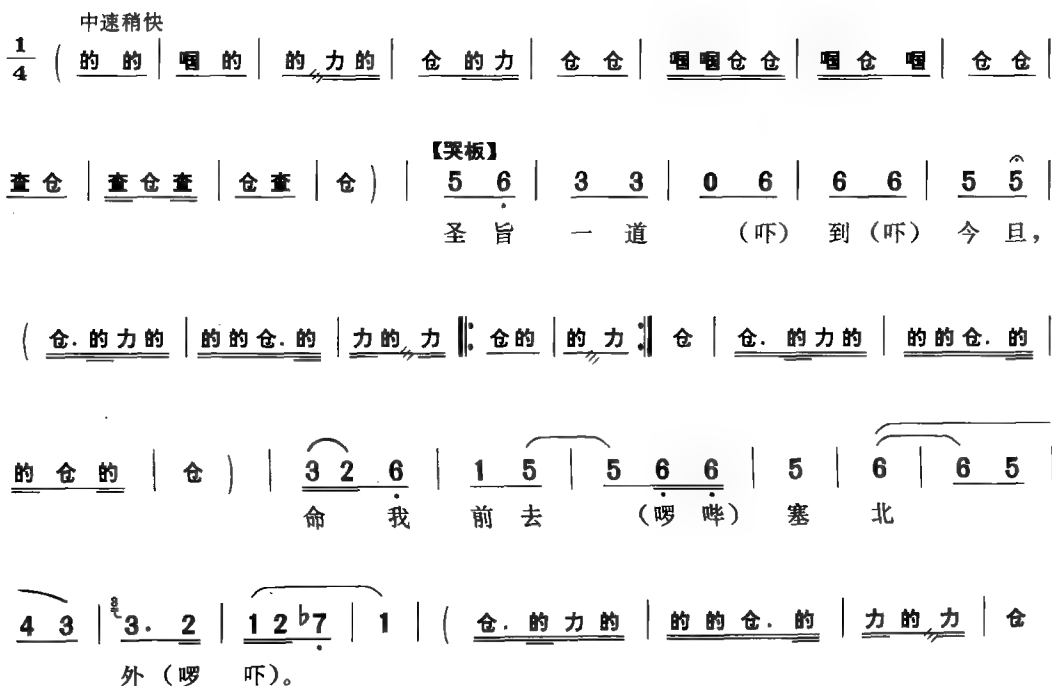 中速稍快
1/4 ( 的 的 | 嘓 的 | 的 力的 | 仓 的力 | 仓 仓 | 嘓嘓仓仓 | 嘓仓 嘓 | 仓 仓 |
查仓 | 查仓查 | 仓查 | 仓 ) | 【哭板】 5 6̣ | 3 3 | 0 6 | 6 6 | 5 5 |
圣 旨 一 道 (吓) 到 (吓) 今 旦,
( 仓. 的力的 | 的的仓.的 | 力的 力 ‖: 仓的 | 的 力 :‖ 仓 | 仓. 的力的 | 的的仓. 的 |
的 仓 的 | 仓 ) | 3 2 6̣ | 1 5 | 5 6̣ 6̣ | 5 | 6 | 6 5 |
命 我 前 去 (啰 哗) 塞 北
4 3 | 3. 2 | 1 2 ♭7̣ | 1 | ( 仓. 的力的 | 的的仓. 的 | 力的 力 | 仓
外 (啰 吓)。